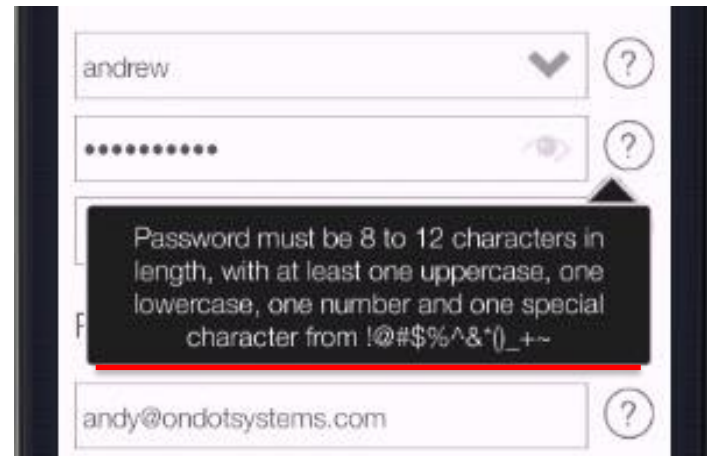 andrew
?
••••••••••
?
Password must be 8 to 12 characters in
length, with at least one uppercase, one
lowercase, one number and one special
character from !@#$%^&*()_+~
andy@ondotsystems.com
?